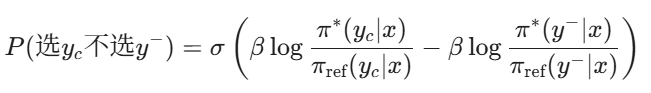 P(选y_c不选y^-) = σ(β log π^*(y_c|x)/π_ref(y_c|x) − β log π^*(y^-|x)/π_ref(y^-|x))